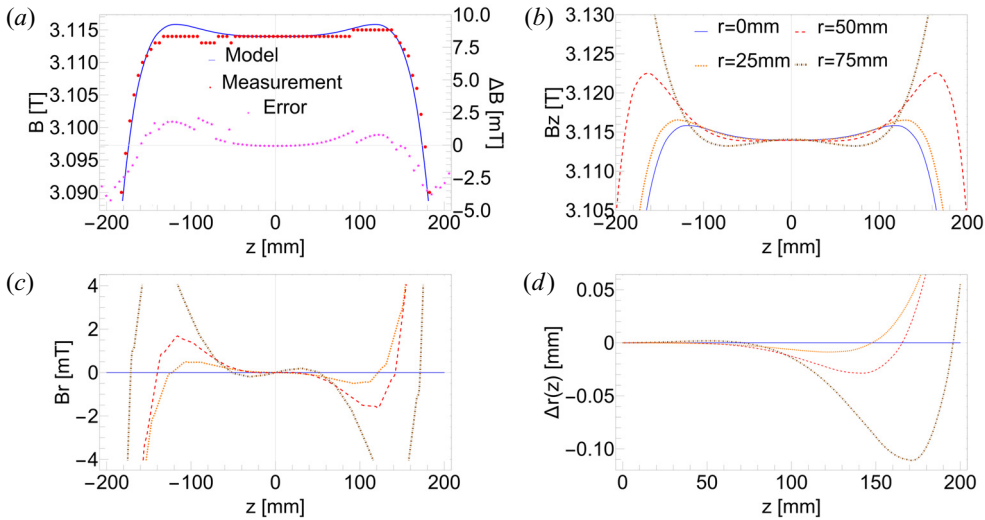 (a)
3.115
3.110
3.105
3.100
3.095
3.090
B [T]
Model
Measurement
Error
10.0
7.5
5.0
2.5
0
−2.5
−5.0
ΔB [mT]
−200 −100 0 100 200
z [mm]
(b)
3.125
3.120
3.115
3.110
3.105
Bz [T]
r=0mm r=50mm
r=25mm r=75mm
−200 −100 0 100 200
z [mm]
(c)
4
2
0
−2
−4
Br [mT]
−200 −100 0 100 200
z [mm]
(d)
0.05
0
−0.05
−0.10
Δr(z) [mm]
0 50 100 150 200
z [mm]